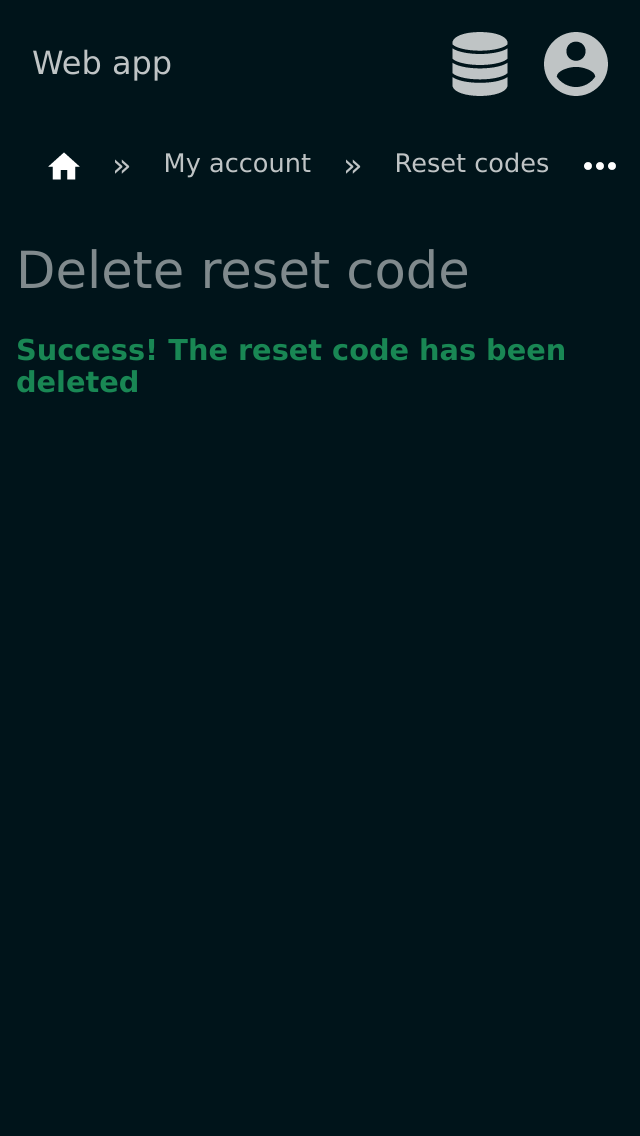 Web app
» My account » Reset codes
Delete reset code
Success! The reset code has been
deleted